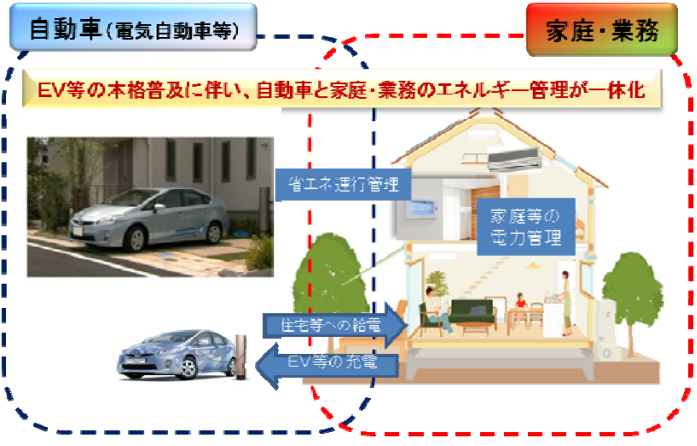 自動車(電気自動車等)
家庭・業務
EV等の本格普及に伴い、自動車と家庭・業務のエネルギー管理が一体化
省エネ運行管理
家庭等の
電力管理
住宅等への給電
EV等の充電